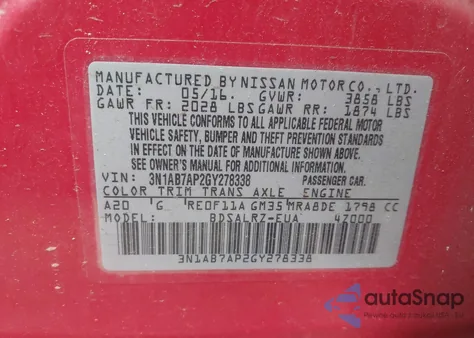 MANUFACTURED BY NISSAN MOTOR CO., LTD.
DATE: 05/16. GVWR: 3858 LBS
GAWR FR: 2028 LBS GAWR RR: 1874 LBS
THIS VEHICLE CONFORMS TO ALL APPLICABLE FEDERAL MOTOR
VEHICLE SAFETY, BUMPER AND THEFT PREVENTION STANDARDS
IN EFFECT ON THE DATE OF MANUFACTURE SHOWN ABOVE.
SEE OWNER'S MANUAL FOR ADDITIONAL INFORMATION.
VIN: 3N1AB7AP2GY278338 PASSENGER CAR.
COLOR TRIM TRANS AXLE ENGINE
A20 G RE0F11A GM35 MRA8DE 1798 CC
MODEL: BDSALRZ-EUA 47000
3N1AB7AP2GY278338
autoSnap